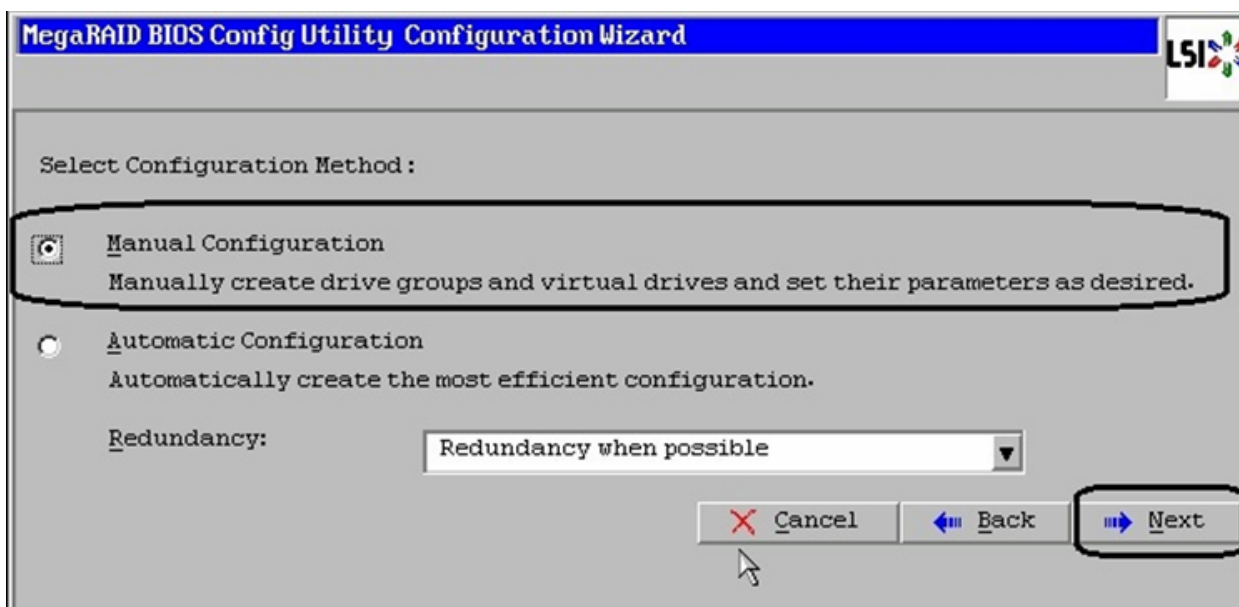 MegaRAID BIOS Config Utility Configuration Wizard
LSI
Select Configuration Method:
Manual Configuration
Manually create drive groups and virtual drives and set their parameters as desired.
Automatic Configuration
Automatically create the most efficient configuration.
Redundancy:
Redundancy when possible
Cancel
Back
Next